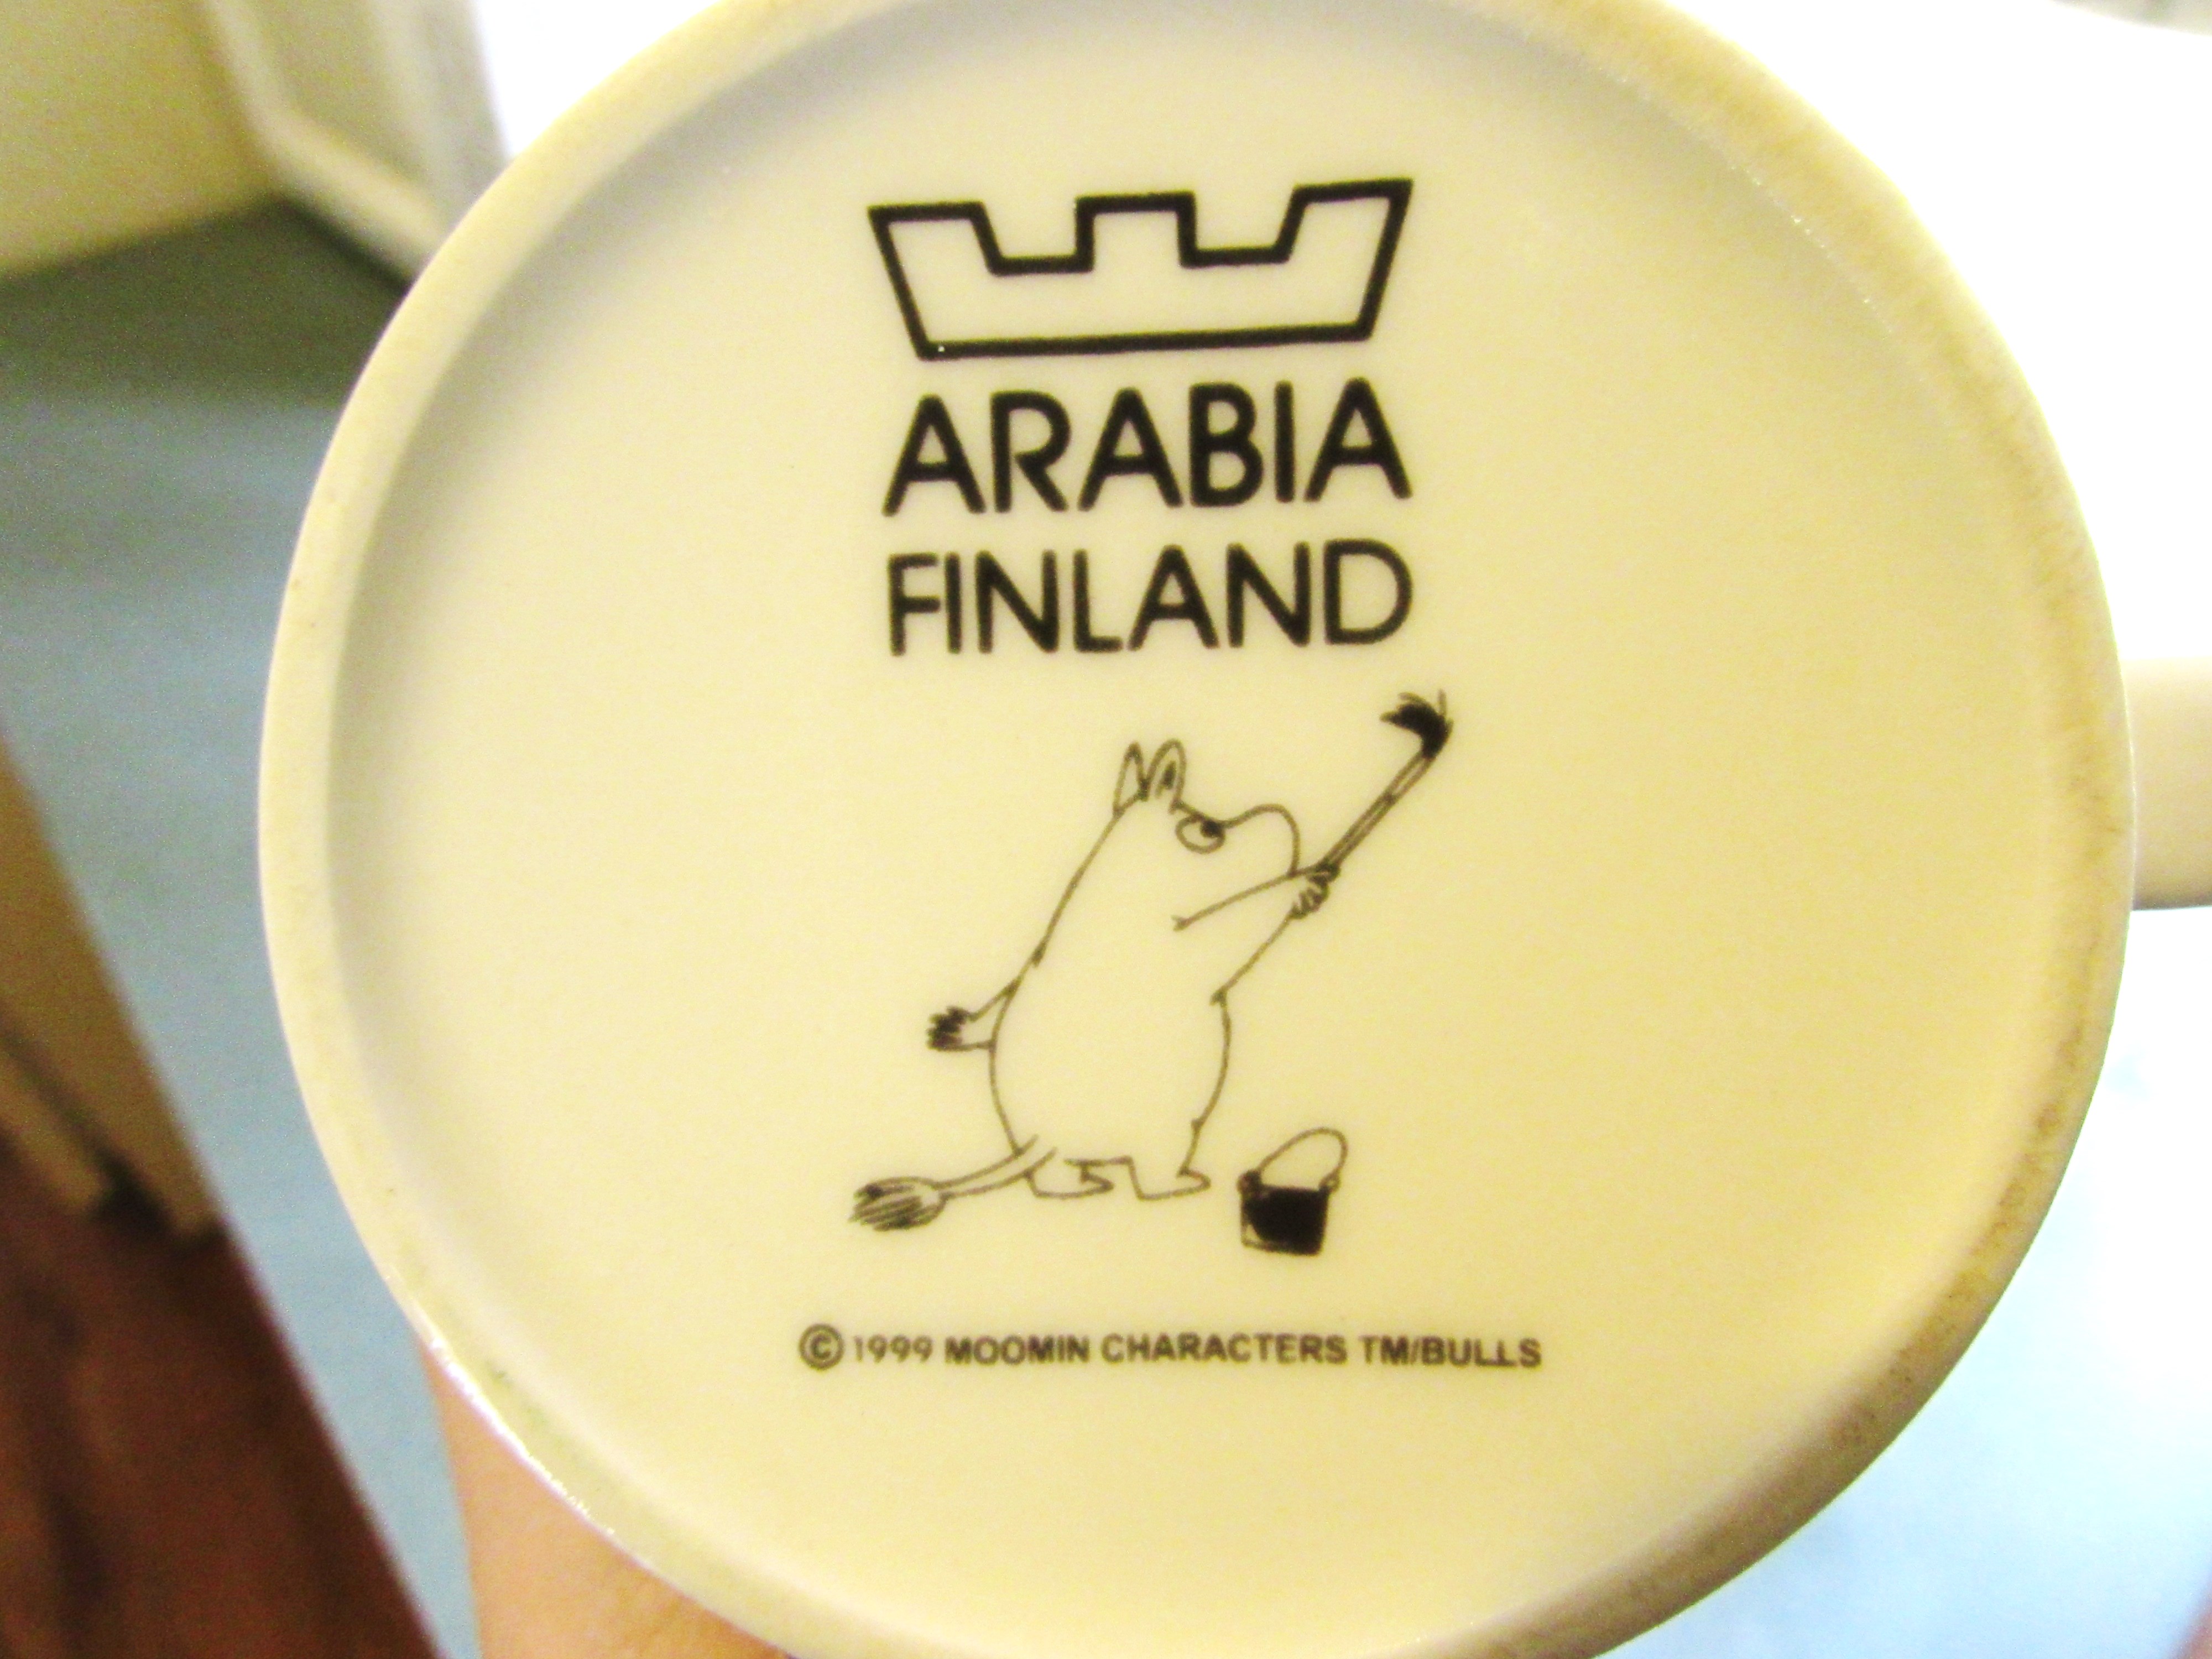 ARABIA
FINLAND
© 1999 MOOMIN CHARACTERS TM/BULLS